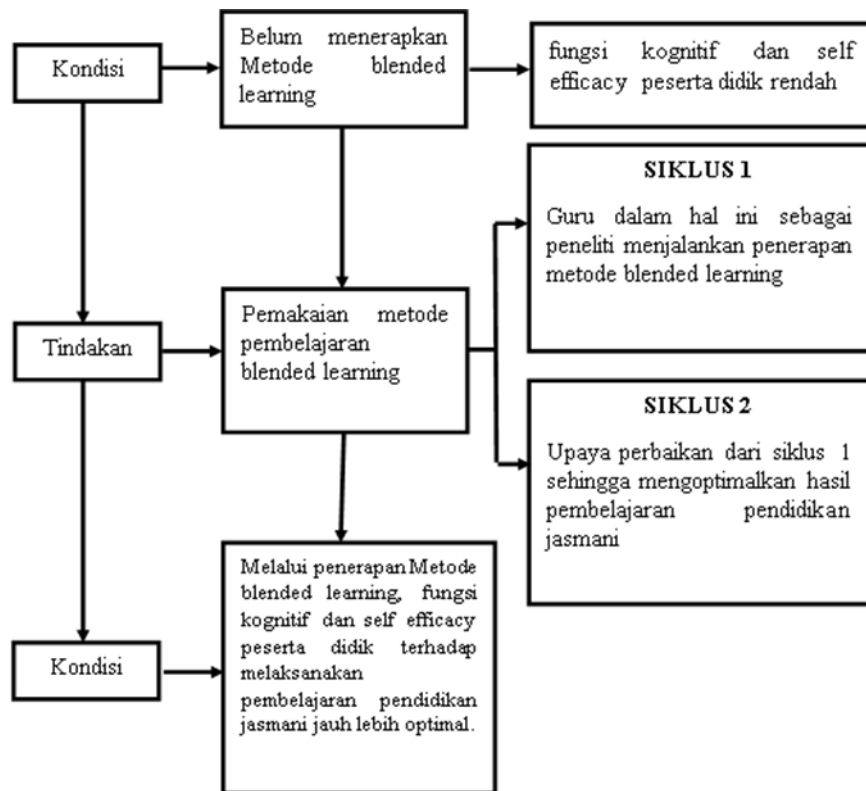 Kondisi
Belum menerapkan
Metode blended
learning
fungsi kognitif dan self
efficacy peserta didik rendah
SIKLUS 1
Guru dalam hal ini sebagai
peneliti menjalankan penerapan
metode blended learning
Tindakan
Pemakaian metode
pembelajaran
blended learning
SIKLUS 2
Upaya perbaikan dari siklus 1
sehingga mengoptimalkan hasil
pembelajaran pendidikan
jasmani
Kondisi
Melalui penerapan Metode
blended learning, fungsi
kognitif dan self efficacy
peserta didik terhadap
melaksanakan
pembelajaran pendidikan
jasmani jauh lebih optimal.